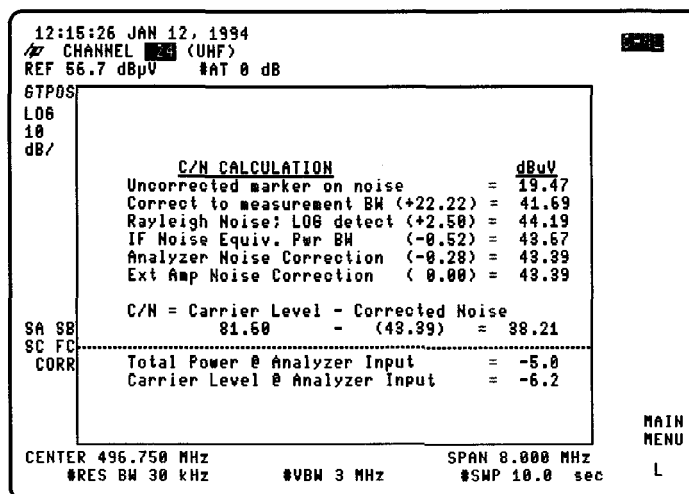 12:15:26 JAN 12, 1994
hp CHANNEL 24 (UHF)
REF 56.7 dBµV #AT 0 dB
GTPOS
LOG
10
dB/
C/N CALCULATION dBuV
Uncorrected marker on noise = 19.47
Correct to measurement BW (+22.22) = 41.69
Rayleigh Noise; LOG detect (+2.50) = 44.19
IF Noise Equiv. Pwr BW (-0.52) = 43.67
Analyzer Noise Correction (-0.28) = 43.39
Ext Amp Noise Correction ( 0.00) = 43.39
C/N = Carrier Level - Corrected Noise
81.60 - (43.39) = 38.21
SA SB
SC FC
CORR
Total Power @ Analyzer Input = -5.0
Carrier Level @ Analyzer Input = -6.2
MAIN
MENU
CENTER 496.750 MHz SPAN 8.000 MHz
#RES BW 30 kHz #VBW 3 MHz #SWP 10.0 sec
L